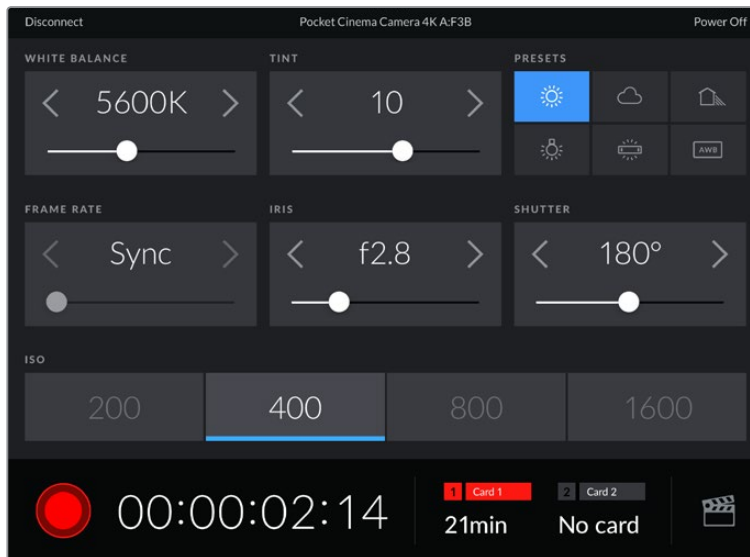 Disconnect Pocket Cinema Camera 4K A:F3B Power Off
WHITE BALANCE TINT PRESETS
5600K 10
AWB
FRAME RATE IRIS SHUTTER
Sync f2.8 180°
ISO
200 400 800 1600
00:00:02:14
1 Card 1 2 Card 2
21min No card